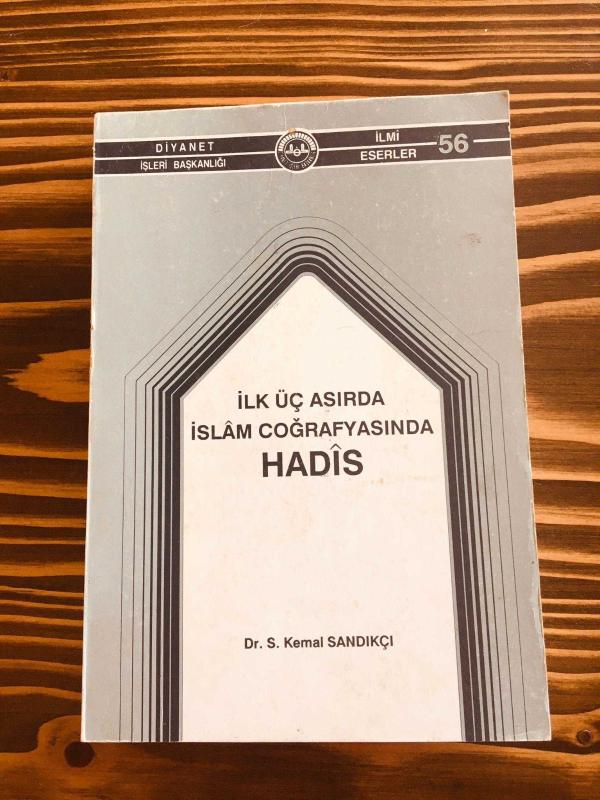 DİYANET
İŞLERİ BAŞKANLIĞI
İLMİ
ESERLER
56
İLK ÜÇ ASIRDA
İSLÂM COĞRAFYASINDA
HADÎS
Dr. S. Kemal SANDIKÇI